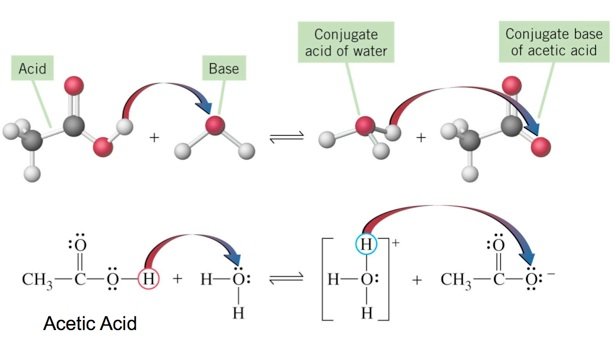 Acid
Base
Conjugate
acid of water
Conjugate base
of acetic acid
+ ⇌ +
:O: H +
CH₃—C—Ö—H + H—Ö: ⇌ H—O: + CH₃—C—Ö:⁻
H H
Acetic Acid